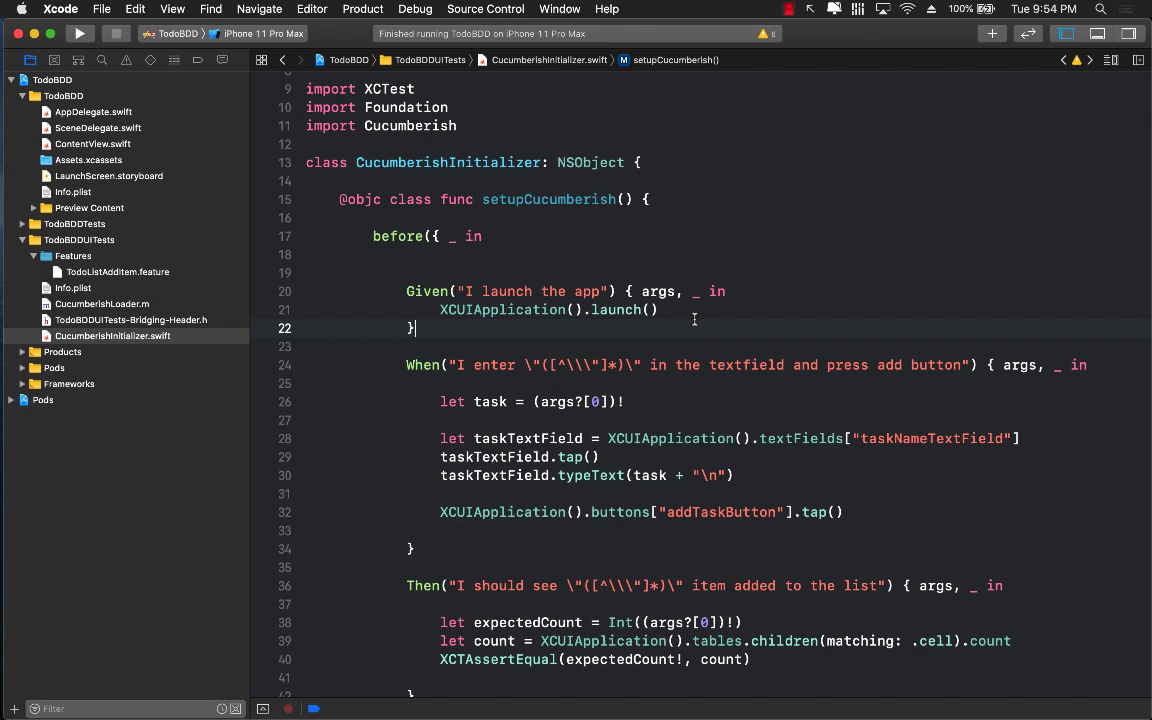 Xcode File Edit View Find Navigate Editor Product Debug Source Control Window Help 100% Tue 9:54 PM
TodoBDD iPhone 11 Pro Max Finished running TodoBDD on iPhone 11 Pro Max 6
TodoBDD TodoBDDUITests CucumberishInitializer.swift M setupCucumberish()
TodoBDD
TodoBDD
AppDelegate.swift
SceneDelegate.swift
ContentView.swift
Assets.xcassets
LaunchScreen.storyboard
Info.plist
Preview Content
TodoBDDTests
TodoBDDUITests
Features
TodoListAddItem.feature
Info.plist
CucumberishLoader.m
TodoBDDUITests-Bridging-Header.h
CucumberishInitializer.swift
Products
Pods
Frameworks
Pods
Filter
8
9 import XCTest
10 import Foundation
11 import Cucumberish
12
13 class CucumberishInitializer: NSObject {
14
15 @objc class func setupCucumberish() {
16
17 before({ _ in
18
19
20 Given("I launch the app") { args, _ in
21 XCUIApplication().launch()
22 }
23
24 When("I enter \"([^\\\"]*)\" in the textfield and press add button") { args, _ in
25
26 let task = (args?[0])!
27
28 let taskTextField = XCUIApplication().textFields["taskNameTextField"]
29 taskTextField.tap()
30 taskTextField.typeText(task + "\n")
31
32 XCUIApplication().buttons["addTaskButton"].tap()
33
34 }
35
36 Then("I should see \"([^\\\"]*)\" item added to the list") { args, _ in
37
38 let expectedCount = Int((args?[0])!)
39 let count = XCUIApplication().tables.children(matching: .cell).count
40 XCTAssertEqual(expectedCount!, count)
41
42 }